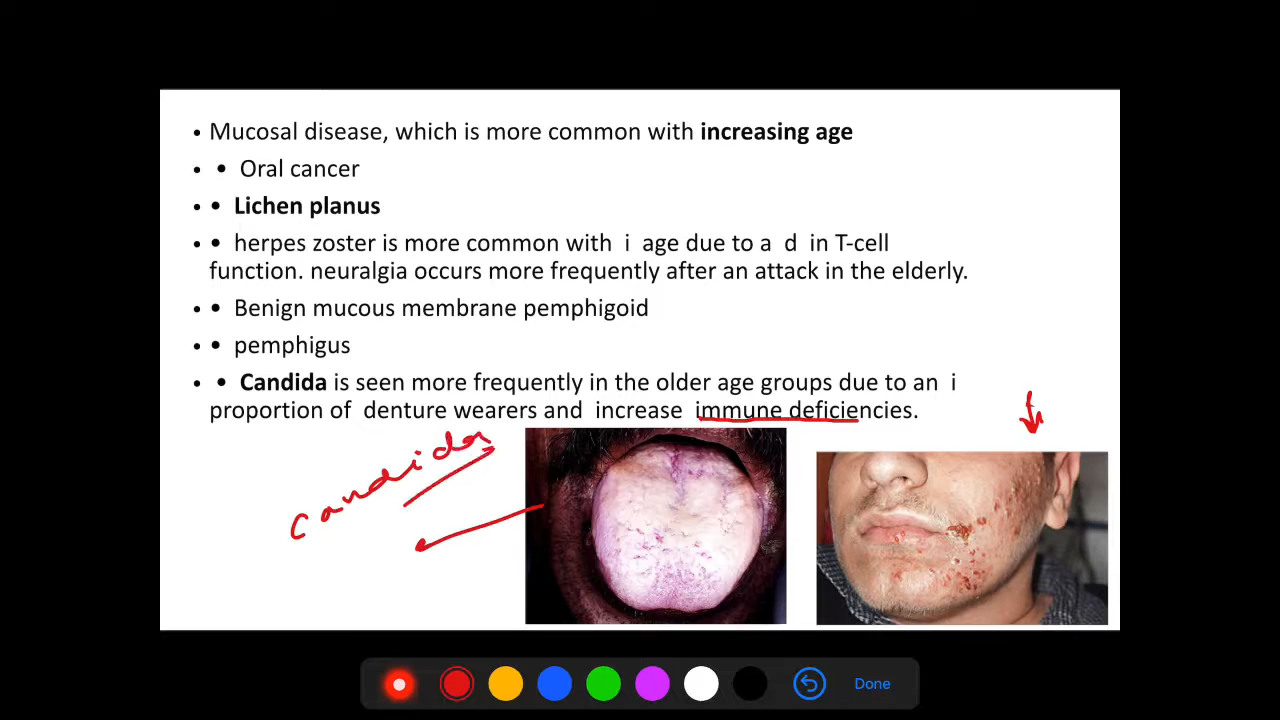 • Mucosal disease, which is more common with increasing age
• • Oral cancer
• • Lichen planus
• • herpes zoster is more common with i age due to a d in T-cell
function. neuralgia occurs more frequently after an attack in the elderly.
• • Benign mucous membrane pemphigoid
• • pemphigus
• • Candida is seen more frequently in the older age groups due to an i
proportion of denture wearers and increase immune deficiencies.
candida
Done